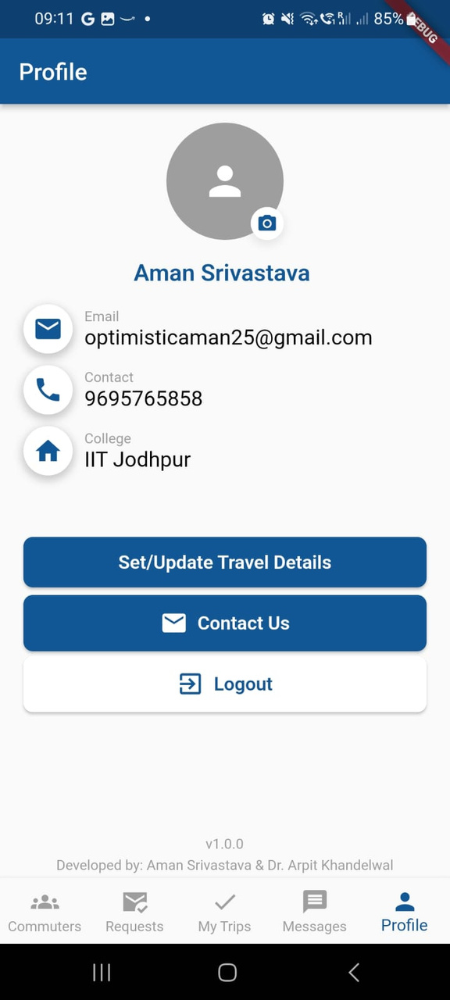 09:11
85%
DEBUG
Profile
Aman Srivastava
Email
optimisticaman25@gmail.com
Contact
9695765858
College
IIT Jodhpur
Set/Update Travel Details
Contact Us
Logout
v1.0.0
Developed by: Aman Srivastava & Dr. Arpit Khandelwal
Commuters Requests My Trips Messages Profile